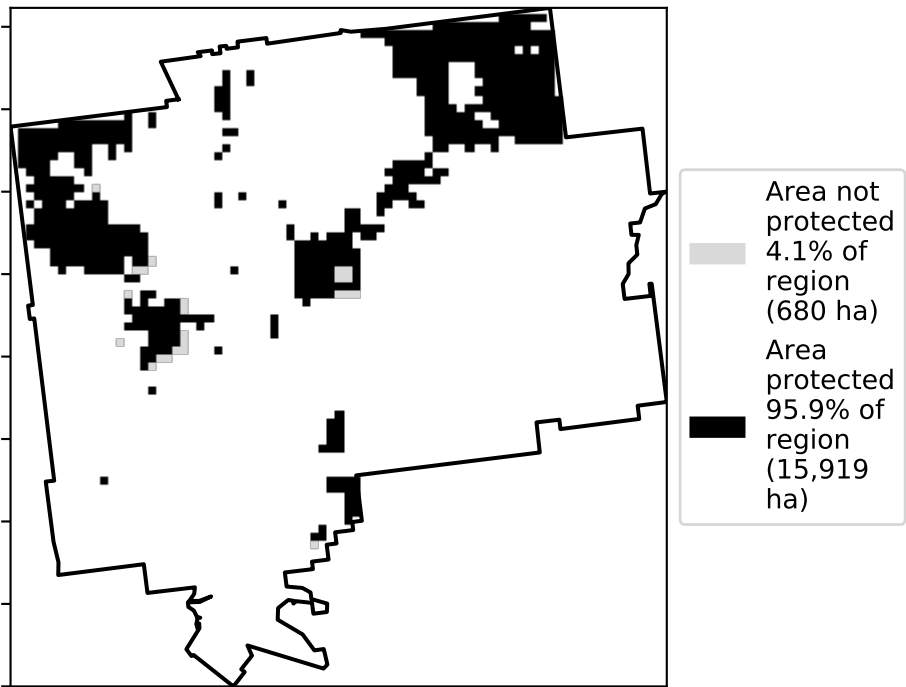 Area not
protected
4.1% of
region
(680 ha)
Area
protected
95.9% of
region
(15,919
ha)